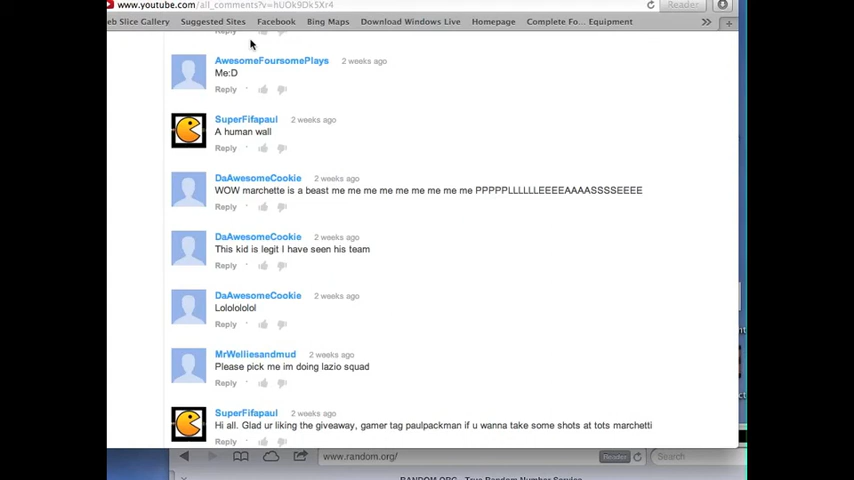 www.youtube.com/all_comments?v=hUOk9Dk5Xr4
Reader
eb Slice Gallery Suggested Sites Facebook Bing Maps Download Windows Live Homepage Complete Fo... Equipment
Reply
AwesomeFoursomePlays 2 weeks ago
Me:D
Reply
SuperFifapaul 2 weeks ago
A human wall
Reply
DaAwesomeCookie 2 weeks ago
WOW marchette is a beast me me me me me me me me me PPPPPLLLLLLEEEEAAAASSSSEEEE
Reply
DaAwesomeCookie 2 weeks ago
This kid is legit I have seen his team
Reply
DaAwesomeCookie 2 weeks ago
Lolololololol
Reply
MrWelliesandmud 2 weeks ago
Please pick me im doing lazio squad
Reply
SuperFifapaul 2 weeks ago
Hi all. Glad ur liking the giveaway, gamer tag paulpackman if u wanna take some shots at tots marchetti
Reply
www.random.org/
Reader
Search
RANDOM.ORG - True Random Number Service